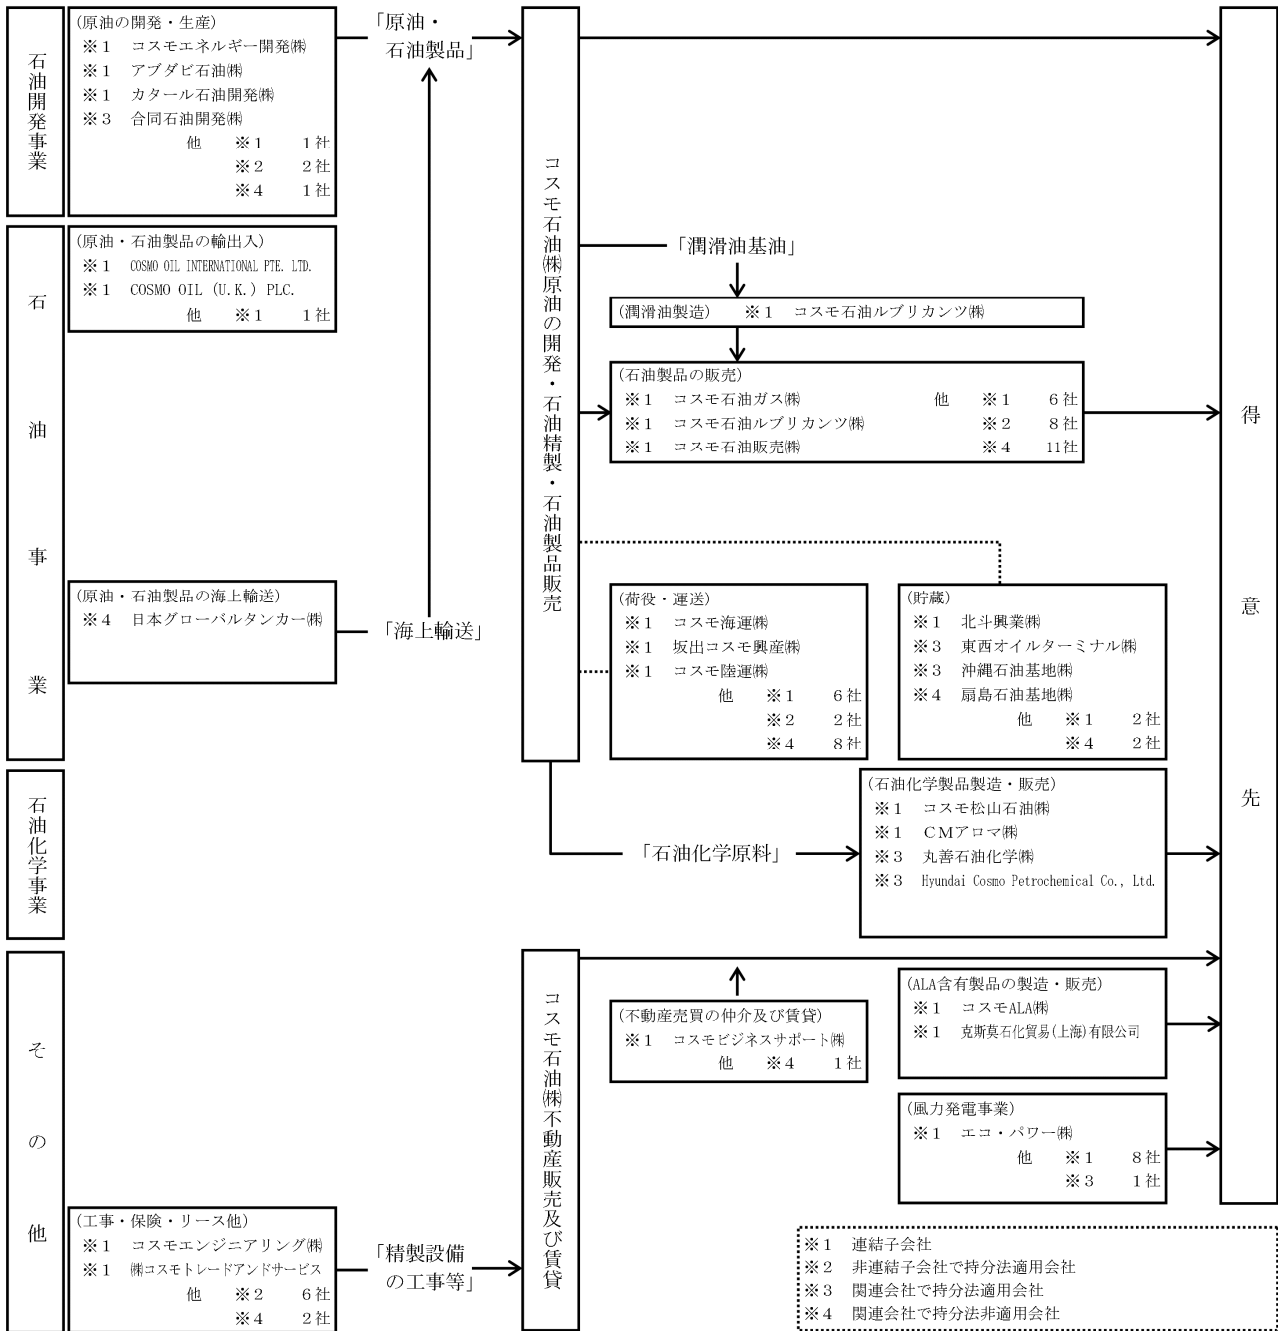 石油開発事業
(原油の開発・生産)
※1 コスモエネルギー開発㈱
※1 アブダビ石油㈱
※1 カタール石油開発㈱
※3 合同石油開発㈱
他 ※1 1社
※2 2社
※4 1社
「原油・
石油製品」
石油事業
(原油・石油製品の輸出入)
※1 COSMO OIL INTERNATIONAL PTE. LTD.
※1 COSMO OIL (U.K.) PLC.
他 ※1 1社
(原油・石油製品の海上輸送)
※4 日本グローバルタンカー㈱
「海上輸送」
コスモ石油㈱原油の開発・石油精製・石油製品販売
「潤滑油基油」
(潤滑油製造) ※1 コスモ石油ルブリカンツ㈱
(石油製品の販売)
※1 コスモ石油ガス㈱ 他 ※1 6社
※1 コスモ石油ルブリカンツ㈱ ※2 8社
※1 コスモ石油販売㈱ ※4 11社
(荷役・運送)
※1 コスモ海運㈱
※1 坂出コスモ興産㈱
※1 コスモ陸運㈱
他 ※1 6社
※2 2社
※4 8社
(貯蔵)
※1 北斗興業㈱
※3 東西オイルターミナル㈱
※3 沖縄石油基地㈱
※4 扇島石油基地㈱
他 ※1 2社
※4 2社
得意先
石油化学事業
「石油化学原料」
(石油化学製品製造・販売)
※1 コスモ松山石油㈱
※1 CMアロマ㈱
※3 丸善石油化学㈱
※3 Hyundai Cosmo Petrochemical Co., Ltd.
その他
(工事・保険・リース他)
※1 コスモエンジニアリング㈱
※1 ㈱コスモトレードアンドサービス
他 ※2 6社
※4 2社
「精製設備
の工事等」
コスモ石油㈱不動産販売及び賃貸
(不動産売買の仲介及び賃貸)
※1 コスモビジネスサポート㈱
他 ※4 1社
(ALA含有製品の製造・販売)
※1 コスモALA㈱
※1 克斯莫石化貿易(上海)有限公司
(風力発電事業)
※1 エコ・パワー㈱
他 ※1 8社
※3 1社
※1 連結子会社
※2 非連結子会社で持分法適用会社
※3 関連会社で持分法適用会社
※4 関連会社で持分法非適用会社